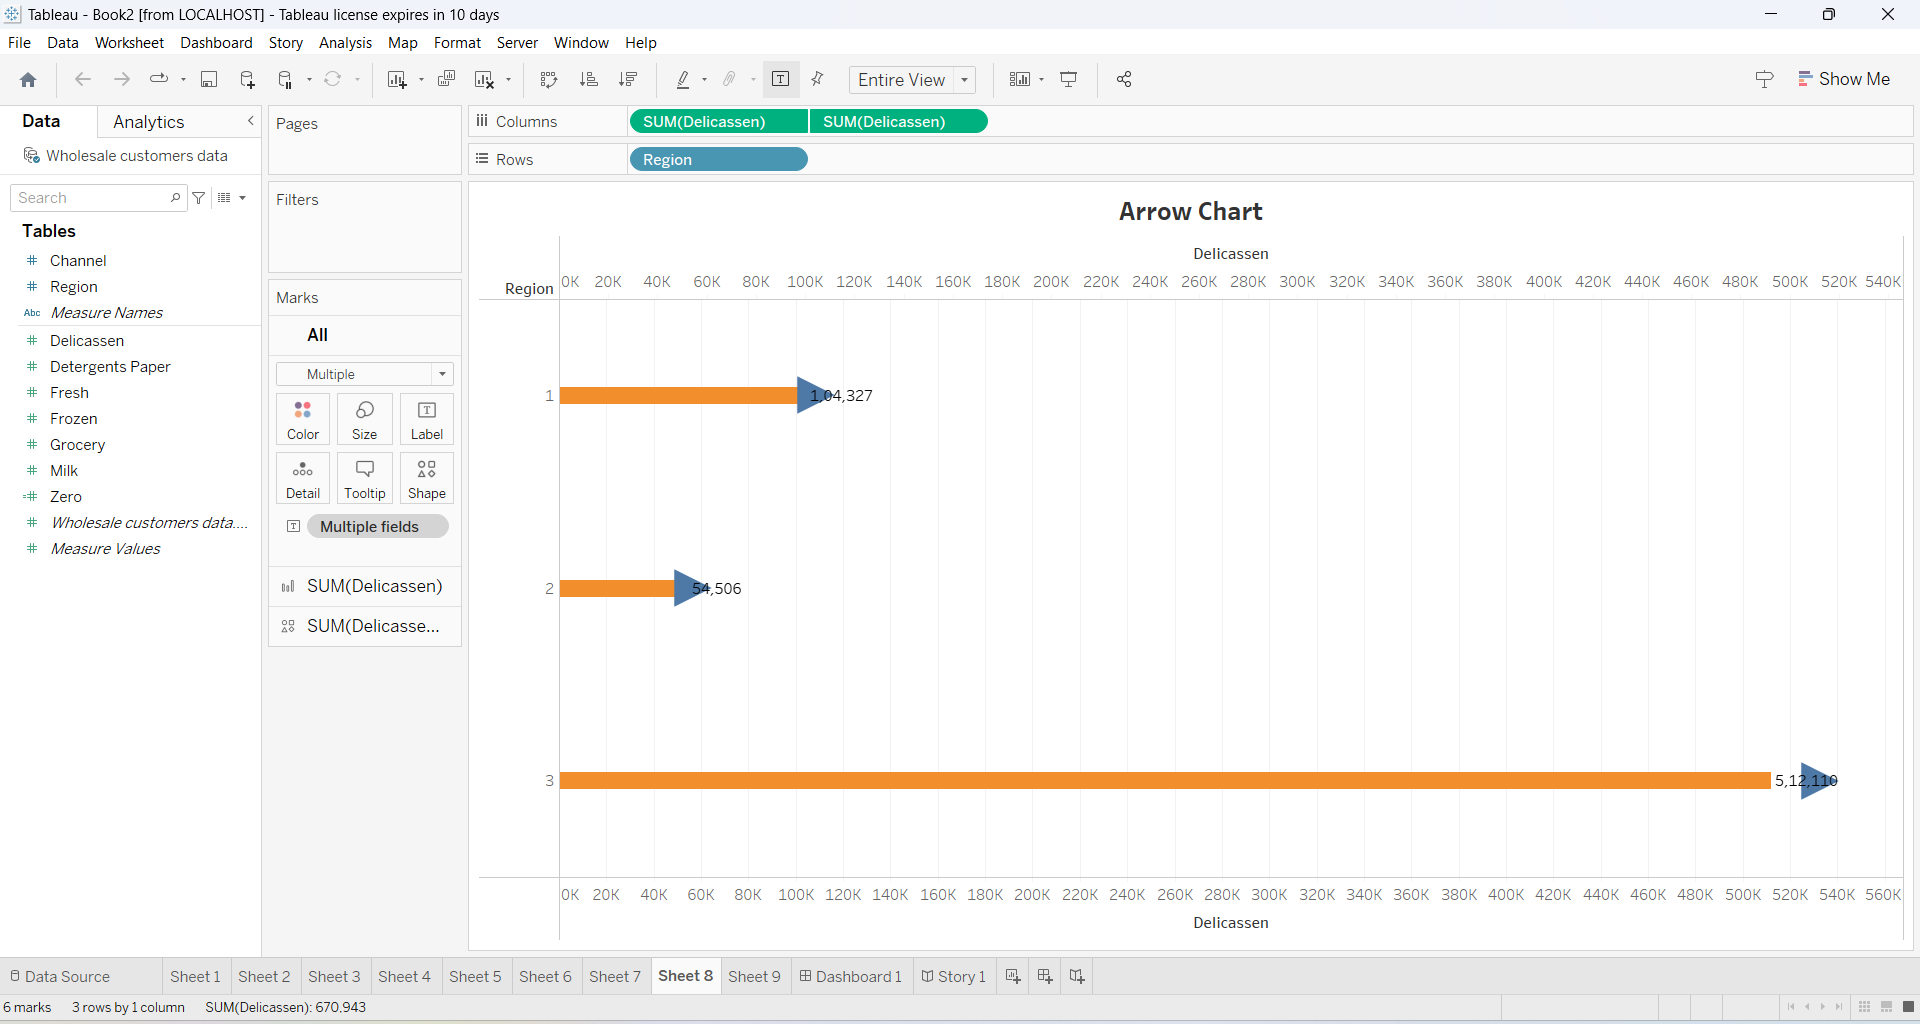 Tableau - Book2 [from LOCALHOST] - Tableau license expires in 10 days
File Data Worksheet Dashboard Story Analysis Map Format Server Window Help
Entire View
Show Me
Data Analytics
Wholesale customers data
Search
Tables
Channel
Region
Abc Measure Names
Delicassen
Detergents Paper
Fresh
Frozen
Grocery
Milk
Zero
Wholesale customers data....
Measure Values
Pages
Filters
Marks
All
Multiple
Color Size Label
Detail Tooltip Shape
Multiple fields
SUM(Delicassen)
SUM(Delicasse...
Columns SUM(Delicassen) SUM(Delicassen)
Rows Region
Arrow Chart
Delicassen
Region 0K 20K 40K 60K 80K 100K 120K 140K 160K 180K 200K 220K 240K 260K 280K 300K 320K 340K 360K 380K 400K 420K 440K 460K 480K 500K 520K 540K
1 1,04,327
2 54,506
3 5,12,110
0K 20K 40K 60K 80K 100K 120K 140K 160K 180K 200K 220K 240K 260K 280K 300K 320K 340K 360K 380K 400K 420K 440K 460K 480K 500K 520K 540K 560K
Delicassen
Data Source Sheet 1 Sheet 2 Sheet 3 Sheet 4 Sheet 5 Sheet 6 Sheet 7 Sheet 8 Sheet 9 Dashboard 1 Story 1
6 marks 3 rows by 1 column SUM(Delicassen): 670,943